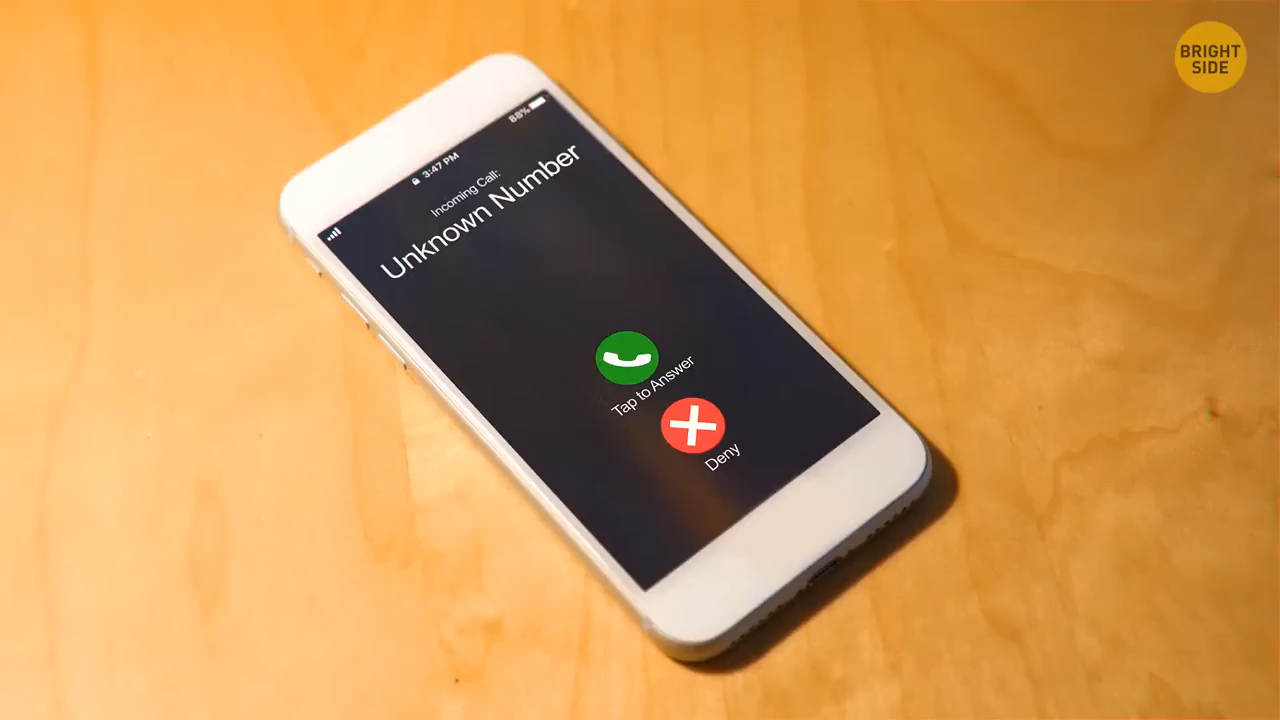 BRIGHT
SIDE
88%
3:47 PM
Incoming Call:
Unknown Number
Tap to Answer
Deny